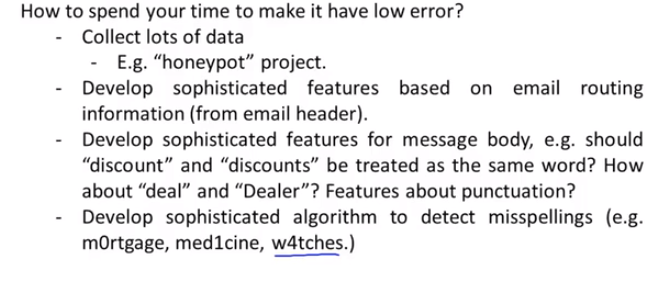 How to spend your time to make it have low error?
- Collect lots of data
- E.g. “honeypot” project.
- Develop sophisticated features based on email routing
information (from email header).
- Develop sophisticated features for message body, e.g. should
“discount” and “discounts” be treated as the same word? How
about “deal” and “Dealer”? Features about punctuation?
- Develop sophisticated algorithm to detect misspellings (e.g.
m0rtgage, med1cine, w4tches.)